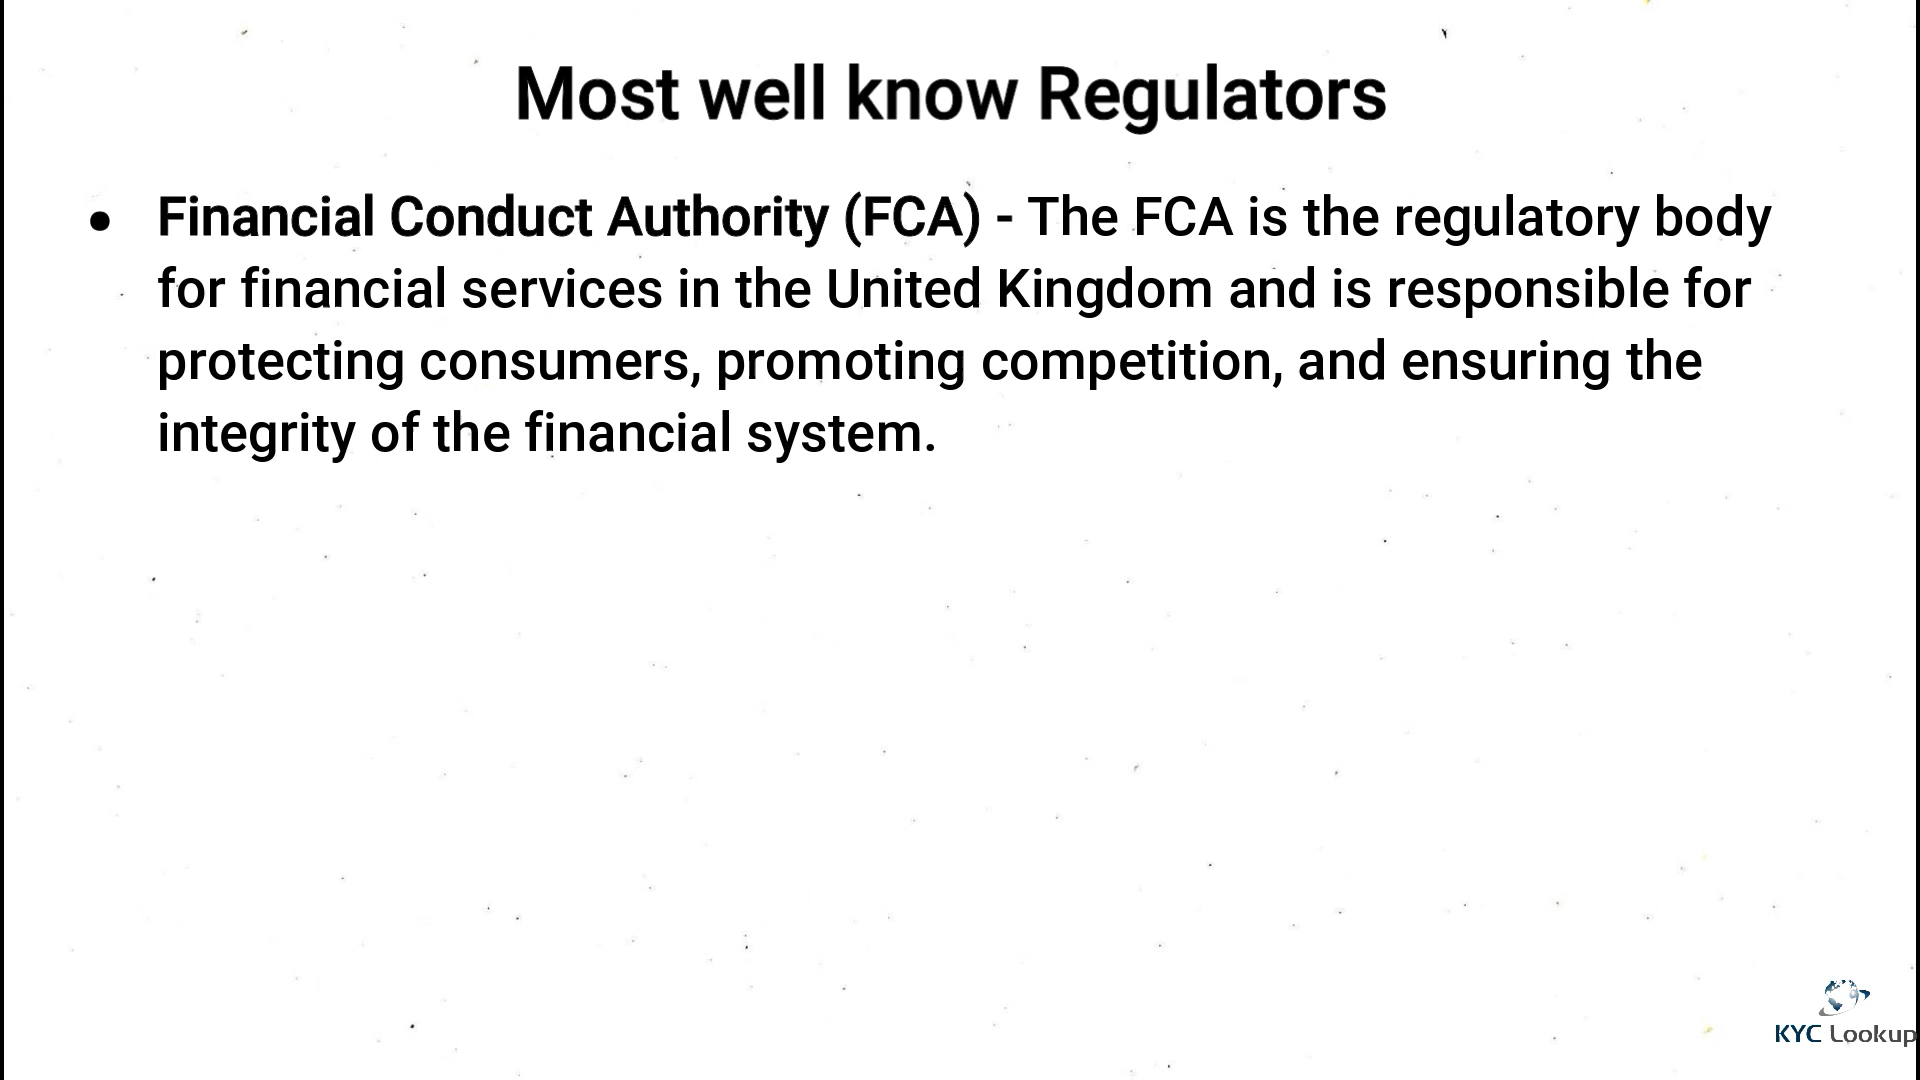 Most well know Regulators
• Financial Conduct Authority (FCA) - The FCA is the regulatory body
for financial services in the United Kingdom and is responsible for
protecting consumers, promoting competition, and ensuring the
integrity of the financial system.
KYC Lookup